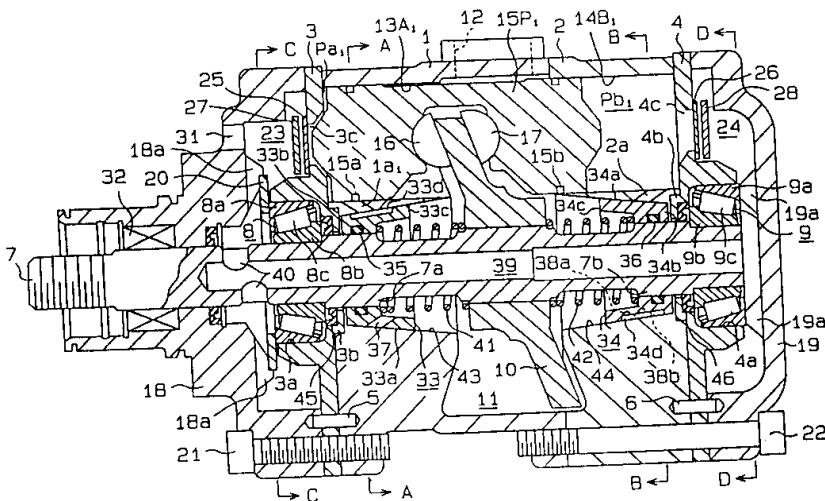 C 3 Pa₁ A 13A₁ 1 12 15P₁ 2 14B₁ B 4 D
25 26
27 Pb₁ 4c 28
31 23 3c 16 17 24
18a 33b 15a 1a₁ 33d 15b 2a 4b
20 34a 9a
32 8a 33c 34c 19a
8 9
7 8c 8b 35 7a 39 38a 7b 36 34b 9b 9c
40
37 41 34 34d 19a
3a 3b 33a 33 43 42 44 38b 4a 19
18 45 10 46
18a 5 11 6
21 22
C A B D